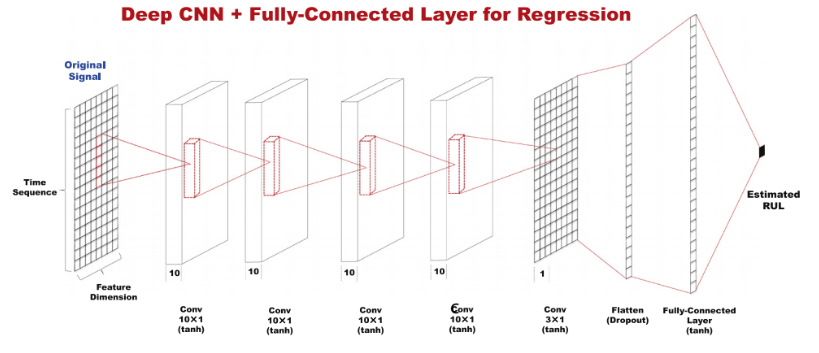 Deep CNN + Fully-Connected Layer for Regression
Original
Signal
Time
Sequence
Feature
Dimension
10
10
10
10
1
Conv
10×1
(tanh)
Conv
10×1
(tanh)
Conv
10×1
(tanh)
Conv
10×1
(tanh)
Conv
3×1
(tanh)
Flatten
(Dropout)
Fully-Connected
Layer
(tanh)
Estimated
RUL